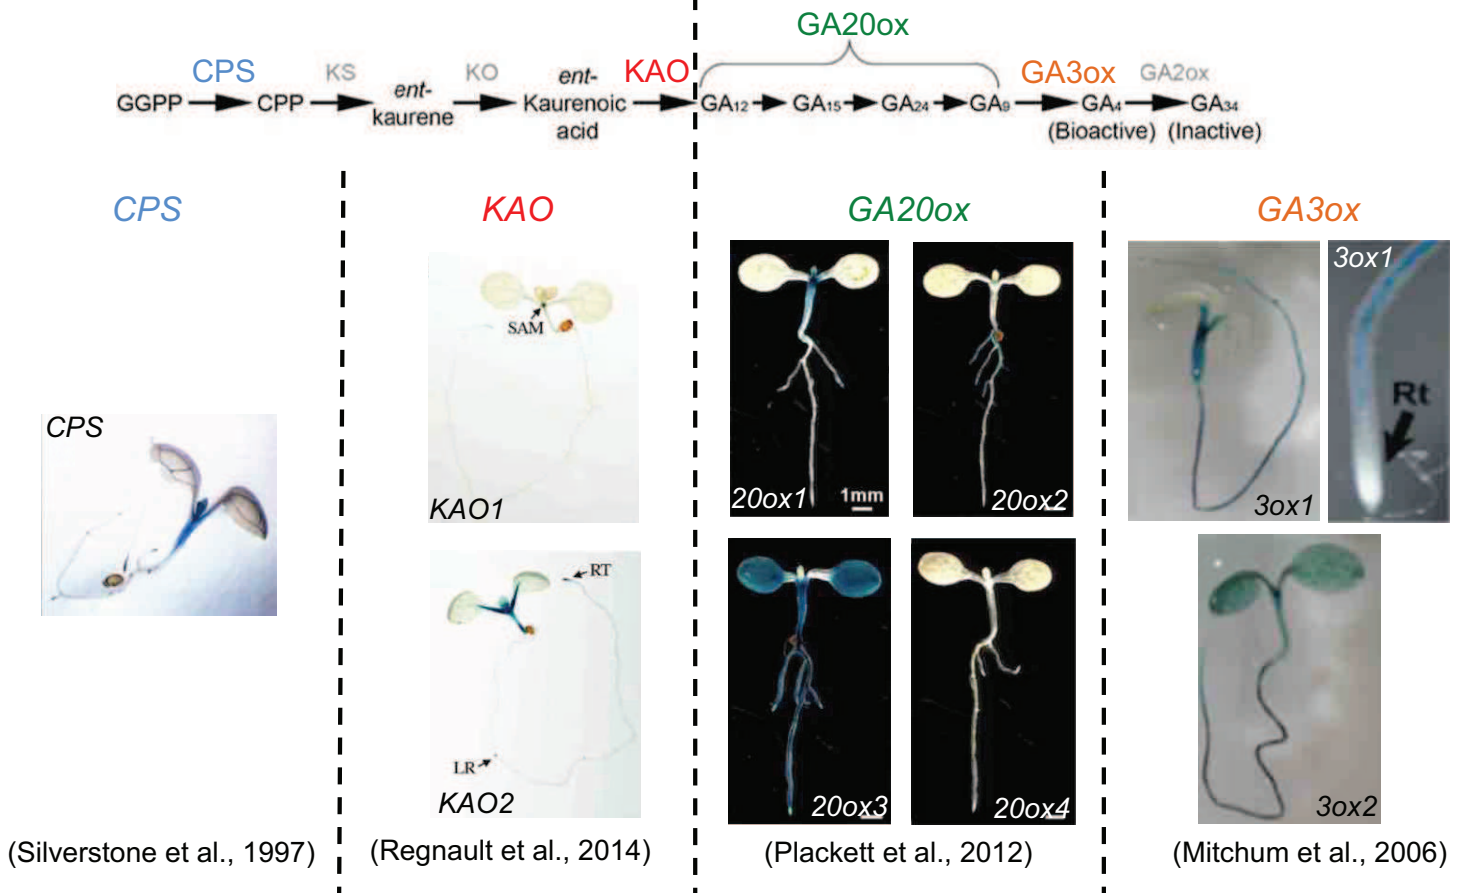 GA20ox
CPS KS KO KAO GA3ox GA2ox
GGPP CPP ent-kaurene ent-Kaurenoic acid GA12 GA15 GA24 GA9 GA4 GA34
(Bioactive) (Inactive)
CPS KAO GA20ox GA3ox
CPS
SAM
KAO1
RT
LR
KAO2
20ox1
1mm
20ox2
20ox3
20ox4
3ox1
3ox1
Rt
3ox2
(Silverstone et al., 1997) (Regnault et al., 2014) (Plackett et al., 2012) (Mitchum et al., 2006)